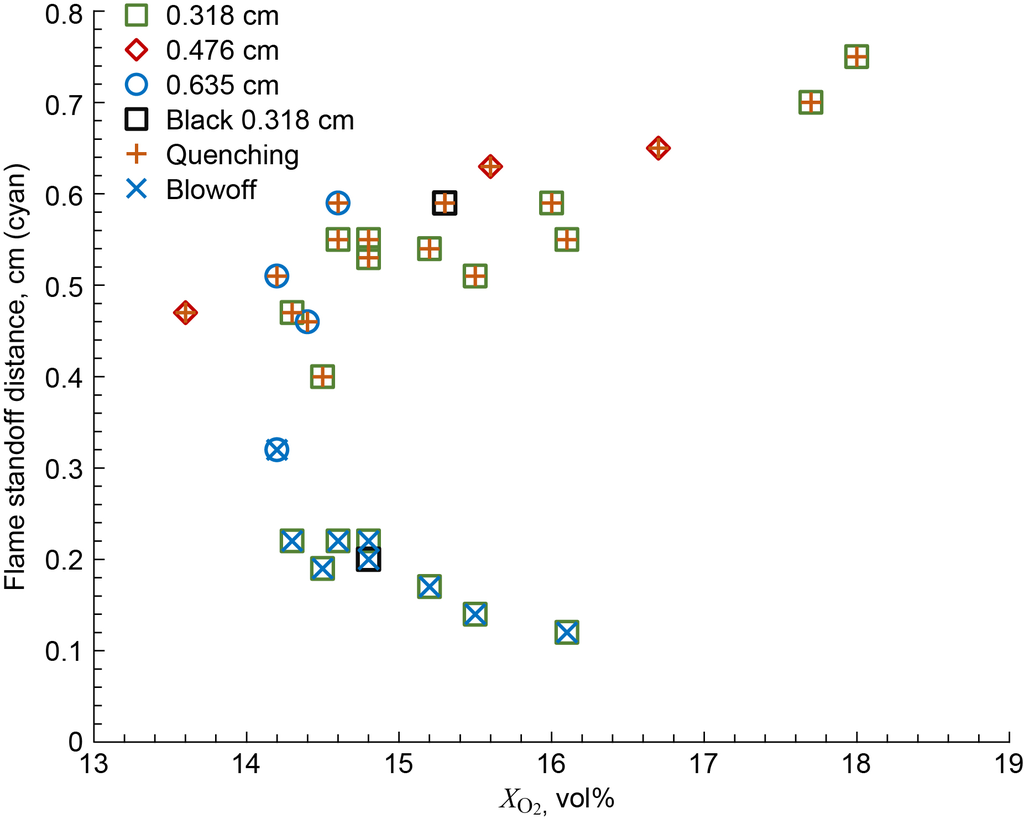 0.318 cm
0.476 cm
0.635 cm
Black 0.318 cm
Quenching
Blowoff
Flame standoff distance, cm (cyan)
0.8
0.7
0.6
0.5
0.4
0.3
0.2
0.1
0
13 14 15 16 17 18 19
X_O2, vol%